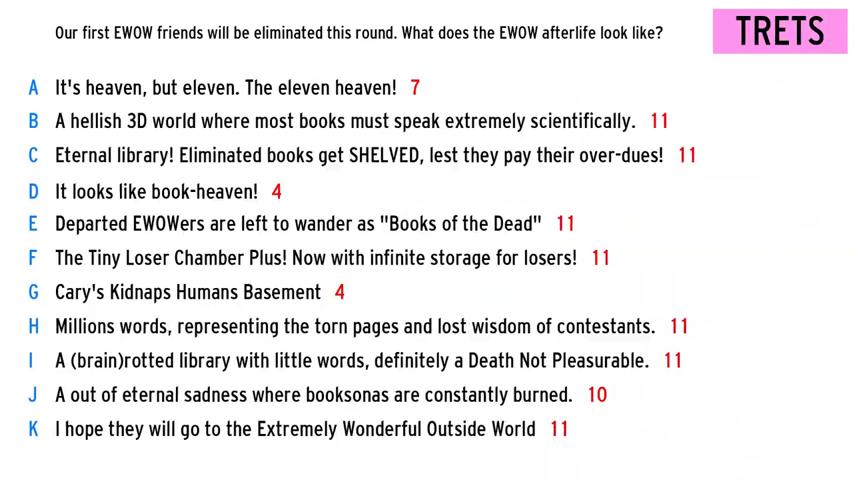 Our first EWOW friends will be eliminated this round. What does the EWOW afterlife look like?
TRETS
A It's heaven, but eleven. The eleven heaven! 7
B A hellish 3D world where most books must speak extremely scientifically. 11
C Eternal library! Eliminated books get SHELVED, lest they pay their over-dues! 11
D It looks like book-heaven! 4
E Departed EWOWers are left to wander as "Books of the Dead" 11
F The Tiny Loser Chamber Plus! Now with infinite storage for losers! 11
G Cary's Kidnaps Humans Basement 4
H Millions words, representing the torn pages and lost wisdom of contestants. 11
I A (brain)rotted library with little words, definitely a Death Not Pleasurable. 11
J A out of eternal sadness where booksonas are constantly burned. 10
K I hope they will go to the Extremely Wonderful Outside World 11